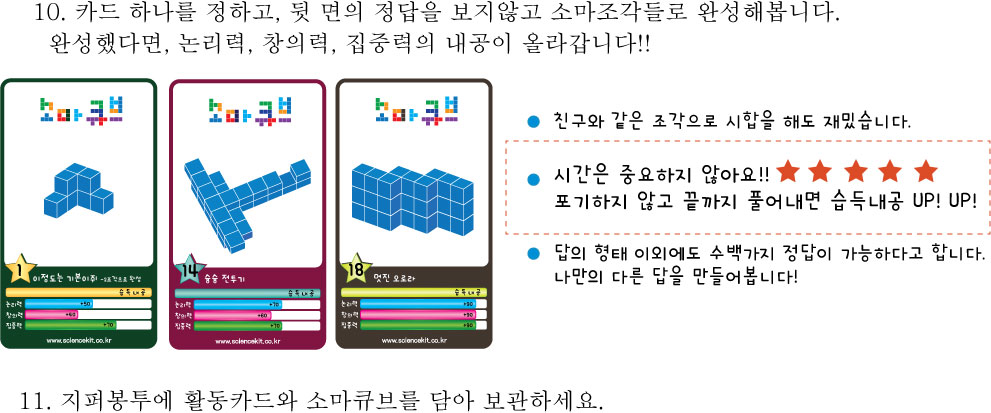 10. 카드 하나를 정하고, 뒷 면의 정답을 보지않고 소마조각들로 완성해봅니다.
완성했다면, 논리력, 창의력, 집중력의 내공이 올라갑니다!!
소마큐브
1 이정도는 기본이쥐
습득내공
논리력 +50
창의력 +40
집중력 +70
www.sciencekit.co.kr
소마큐브
14 슝슝 전투기
습득내공
논리력 +70
창의력 +60
집중력 +70
www.sciencekit.co.kr
소마큐브
18 멋진 오로라
습득내공
논리력 +90
창의력 +90
집중력 +90
www.sciencekit.co.kr
● 친구와 같은 조각으로 시합을 해도 재밌습니다.
● 시간은 중요하지 않아요!! ★ ★ ★ ★ ★
포기하지 않고 끝까지 풀어내면 습득내공 UP! UP!
● 답의 형태 이외에도 수백가지 정답이 가능하다고 합니다.
나만의 다른 답을 만들어봅니다!
11. 지퍼봉투에 활동카드와 소마큐브를 담아 보관하세요.